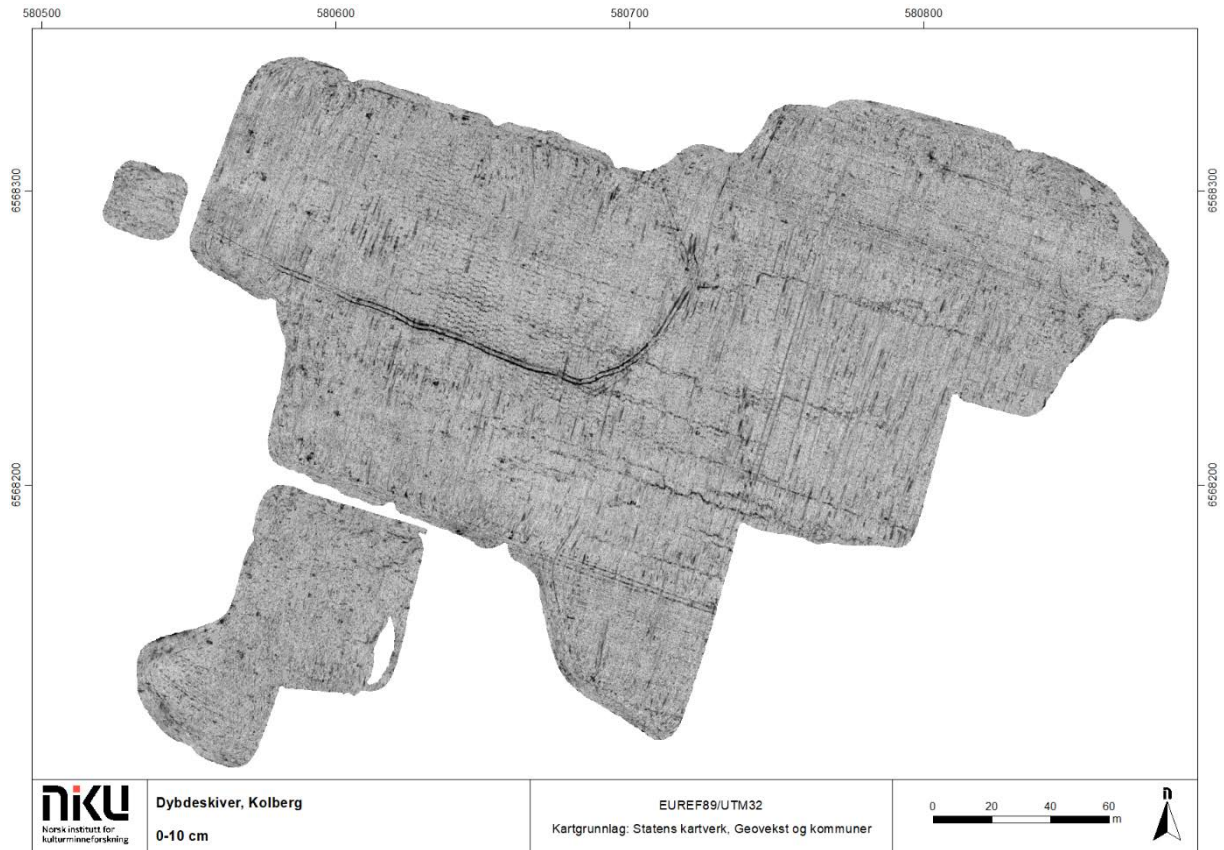 580500 580600 580700 580800
6568300 6568300
6568200 6568200
niku
Norsk institutt for
kulturminneforskning
Dybdeskiver, Kolberg
0-10 cm
EUREF89/UTM32
Kartgrunnlag: Statens kartverk, Geovekst og kommuner
0 20 40 60
m
n